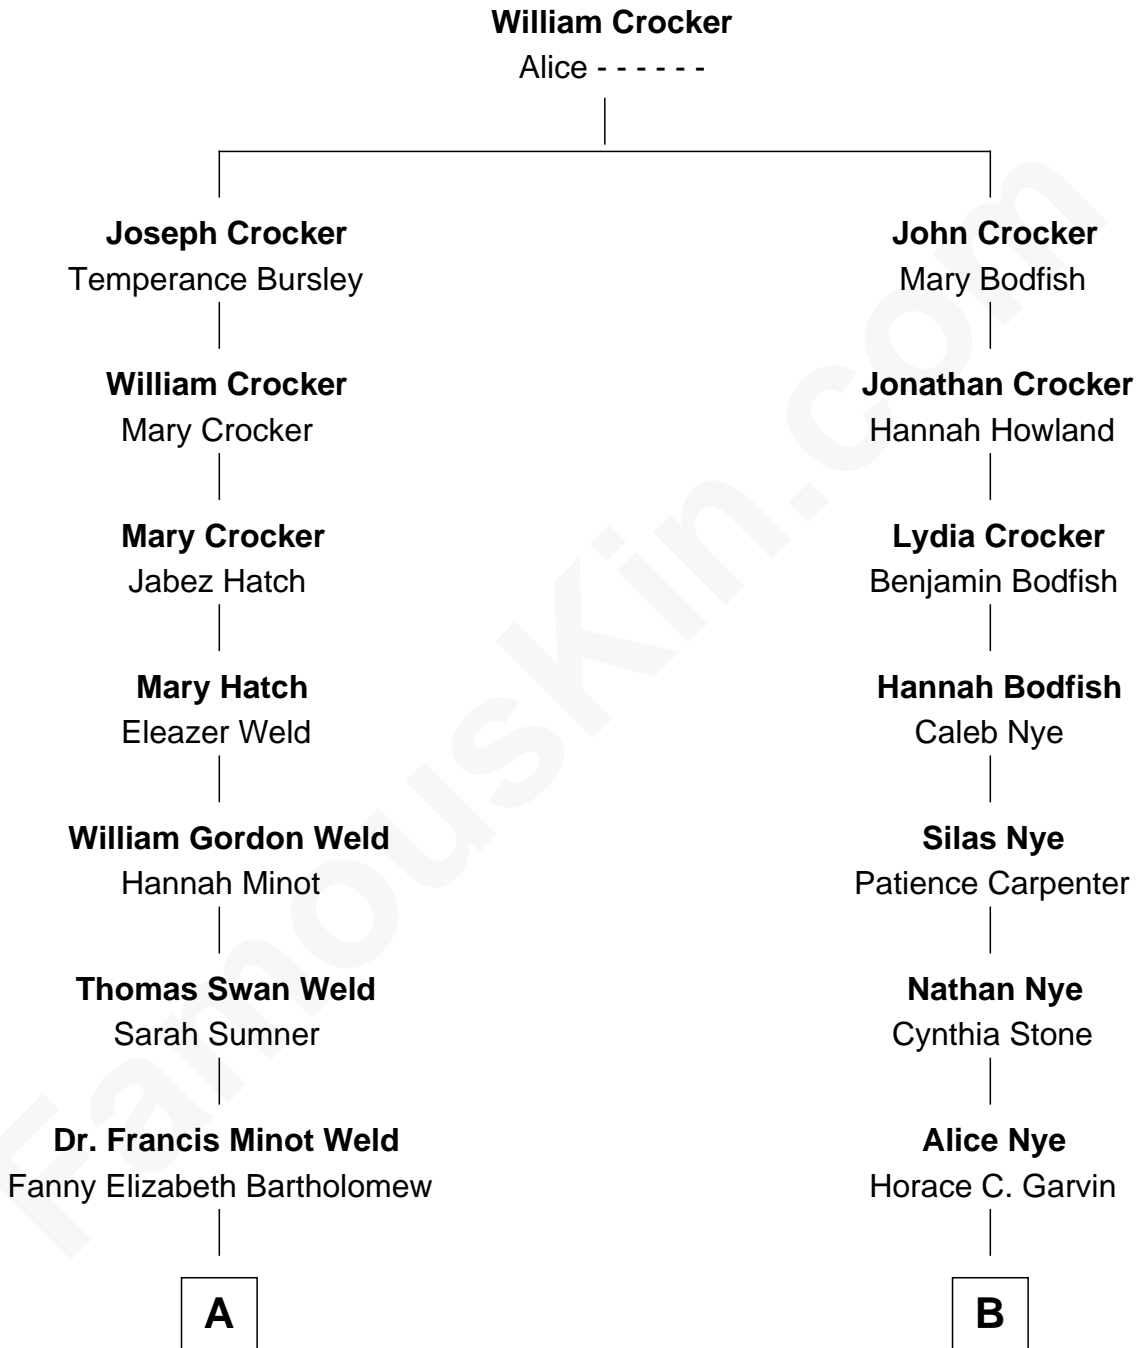 William Crocker
Alice - - - - - -
Joseph Crocker
Temperance Bursley
John Crocker
Mary Bodfish
William Crocker
Mary Crocker
Jonathan Crocker
Hannah Howland
Mary Crocker
Jabez Hatch
Lydia Crocker
Benjamin Bodfish
Mary Hatch
Eleazer Weld
Hannah Bodfish
Caleb Nye
William Gordon Weld
Hannah Minot
Silas Nye
Patience Carpenter
Thomas Swan Weld
Sarah Sumner
Nathan Nye
Cynthia Stone
Dr. Francis Minot Weld
Fanny Elizabeth Bartholomew
Alice Nye
Horace C. Garvin
A
B
FamousKin.com